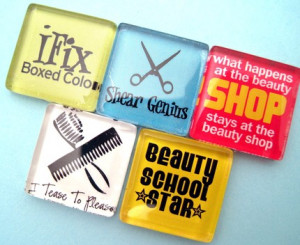 iFix
Boxed Color
Shear Genius
what happens
at the beauty
SHOP
stays at the
beauty shop
I Tease To Please
BEAUTY
SCHOOL
STAR